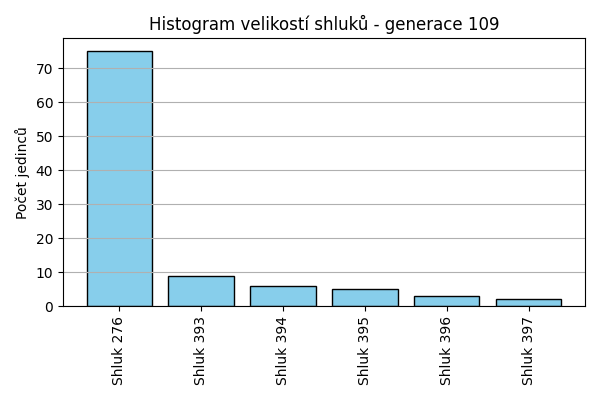 Histogram velikostí shluků - generace 109
Počet jedinců
70
60
50
40
30
20
10
0
Shluk 276
Shluk 393
Shluk 394
Shluk 395
Shluk 396
Shluk 397